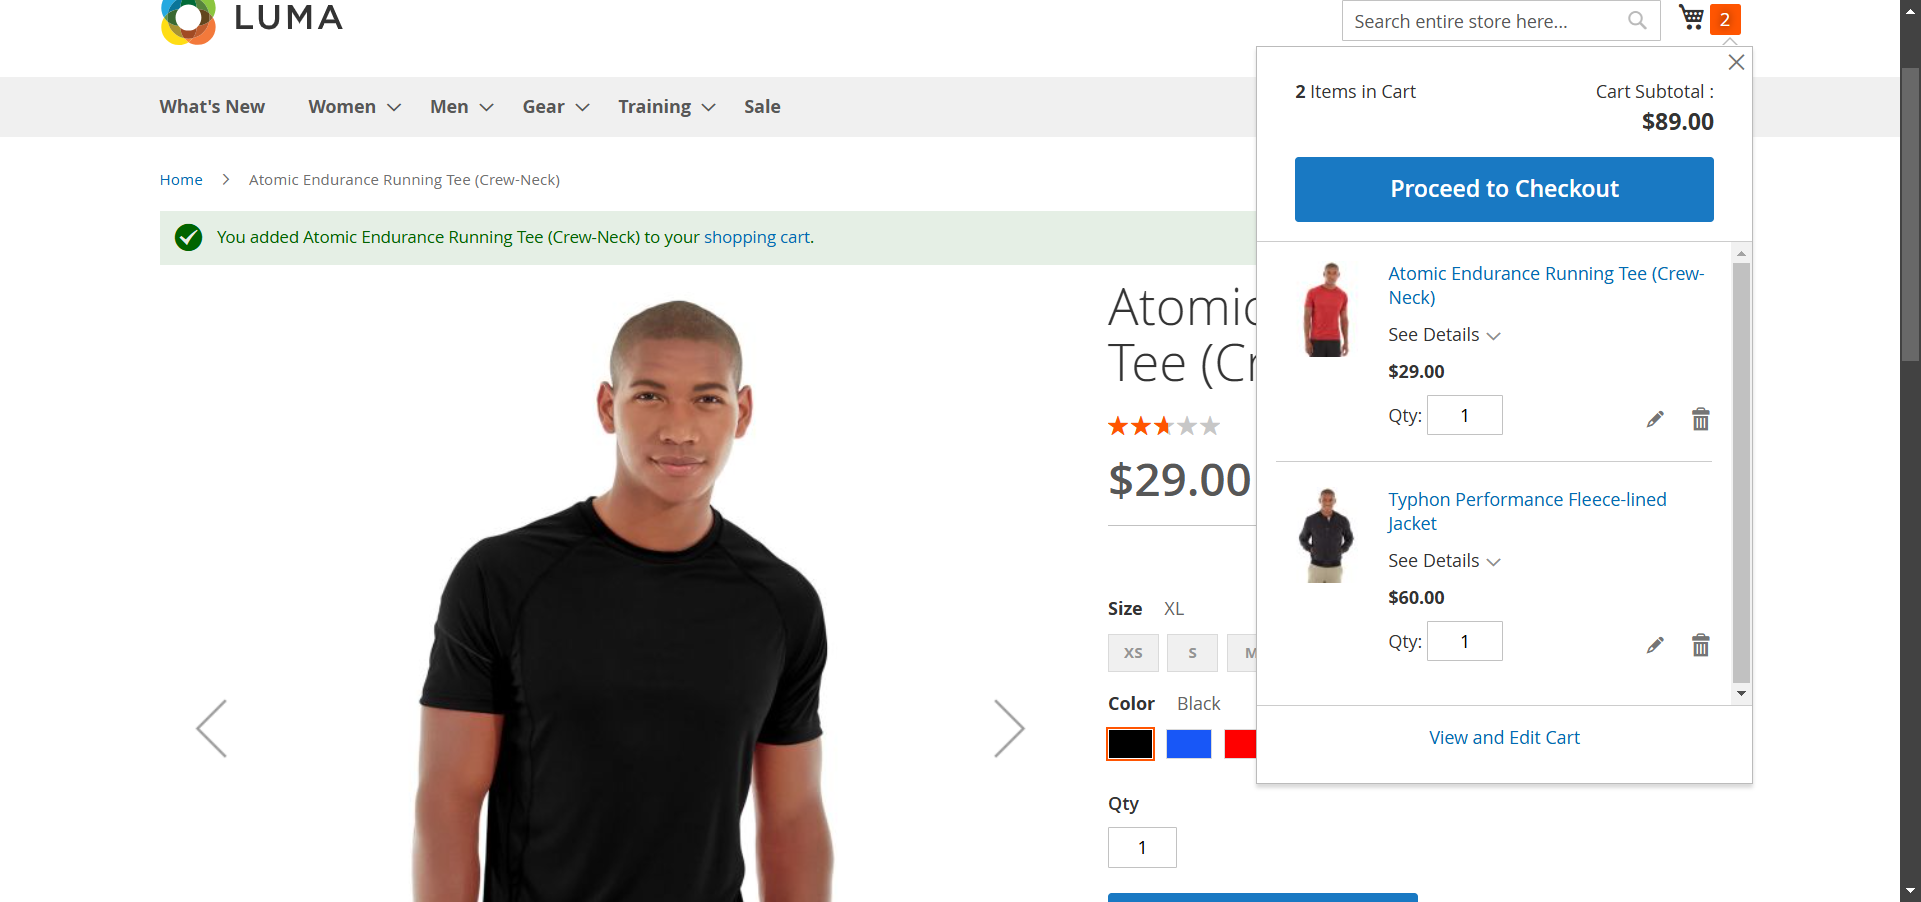 LUMA
Search entire store here...
2
What's New
Women
Men
Gear
Training
Sale
Home
Atomic Endurance Running Tee (Crew-Neck)
You added Atomic Endurance Running Tee (Crew-Neck) to your shopping cart.
Atomic
Tee (Cr
$29.00
Size XL
XS
S
M
Color Black
Qty
1
2 Items in Cart
Cart Subtotal :
$89.00
Proceed to Checkout
Atomic Endurance Running Tee (Crew-
Neck)
See Details
$29.00
Qty: 1
Typhon Performance Fleece-lined
Jacket
See Details
$60.00
Qty: 1
View and Edit Cart